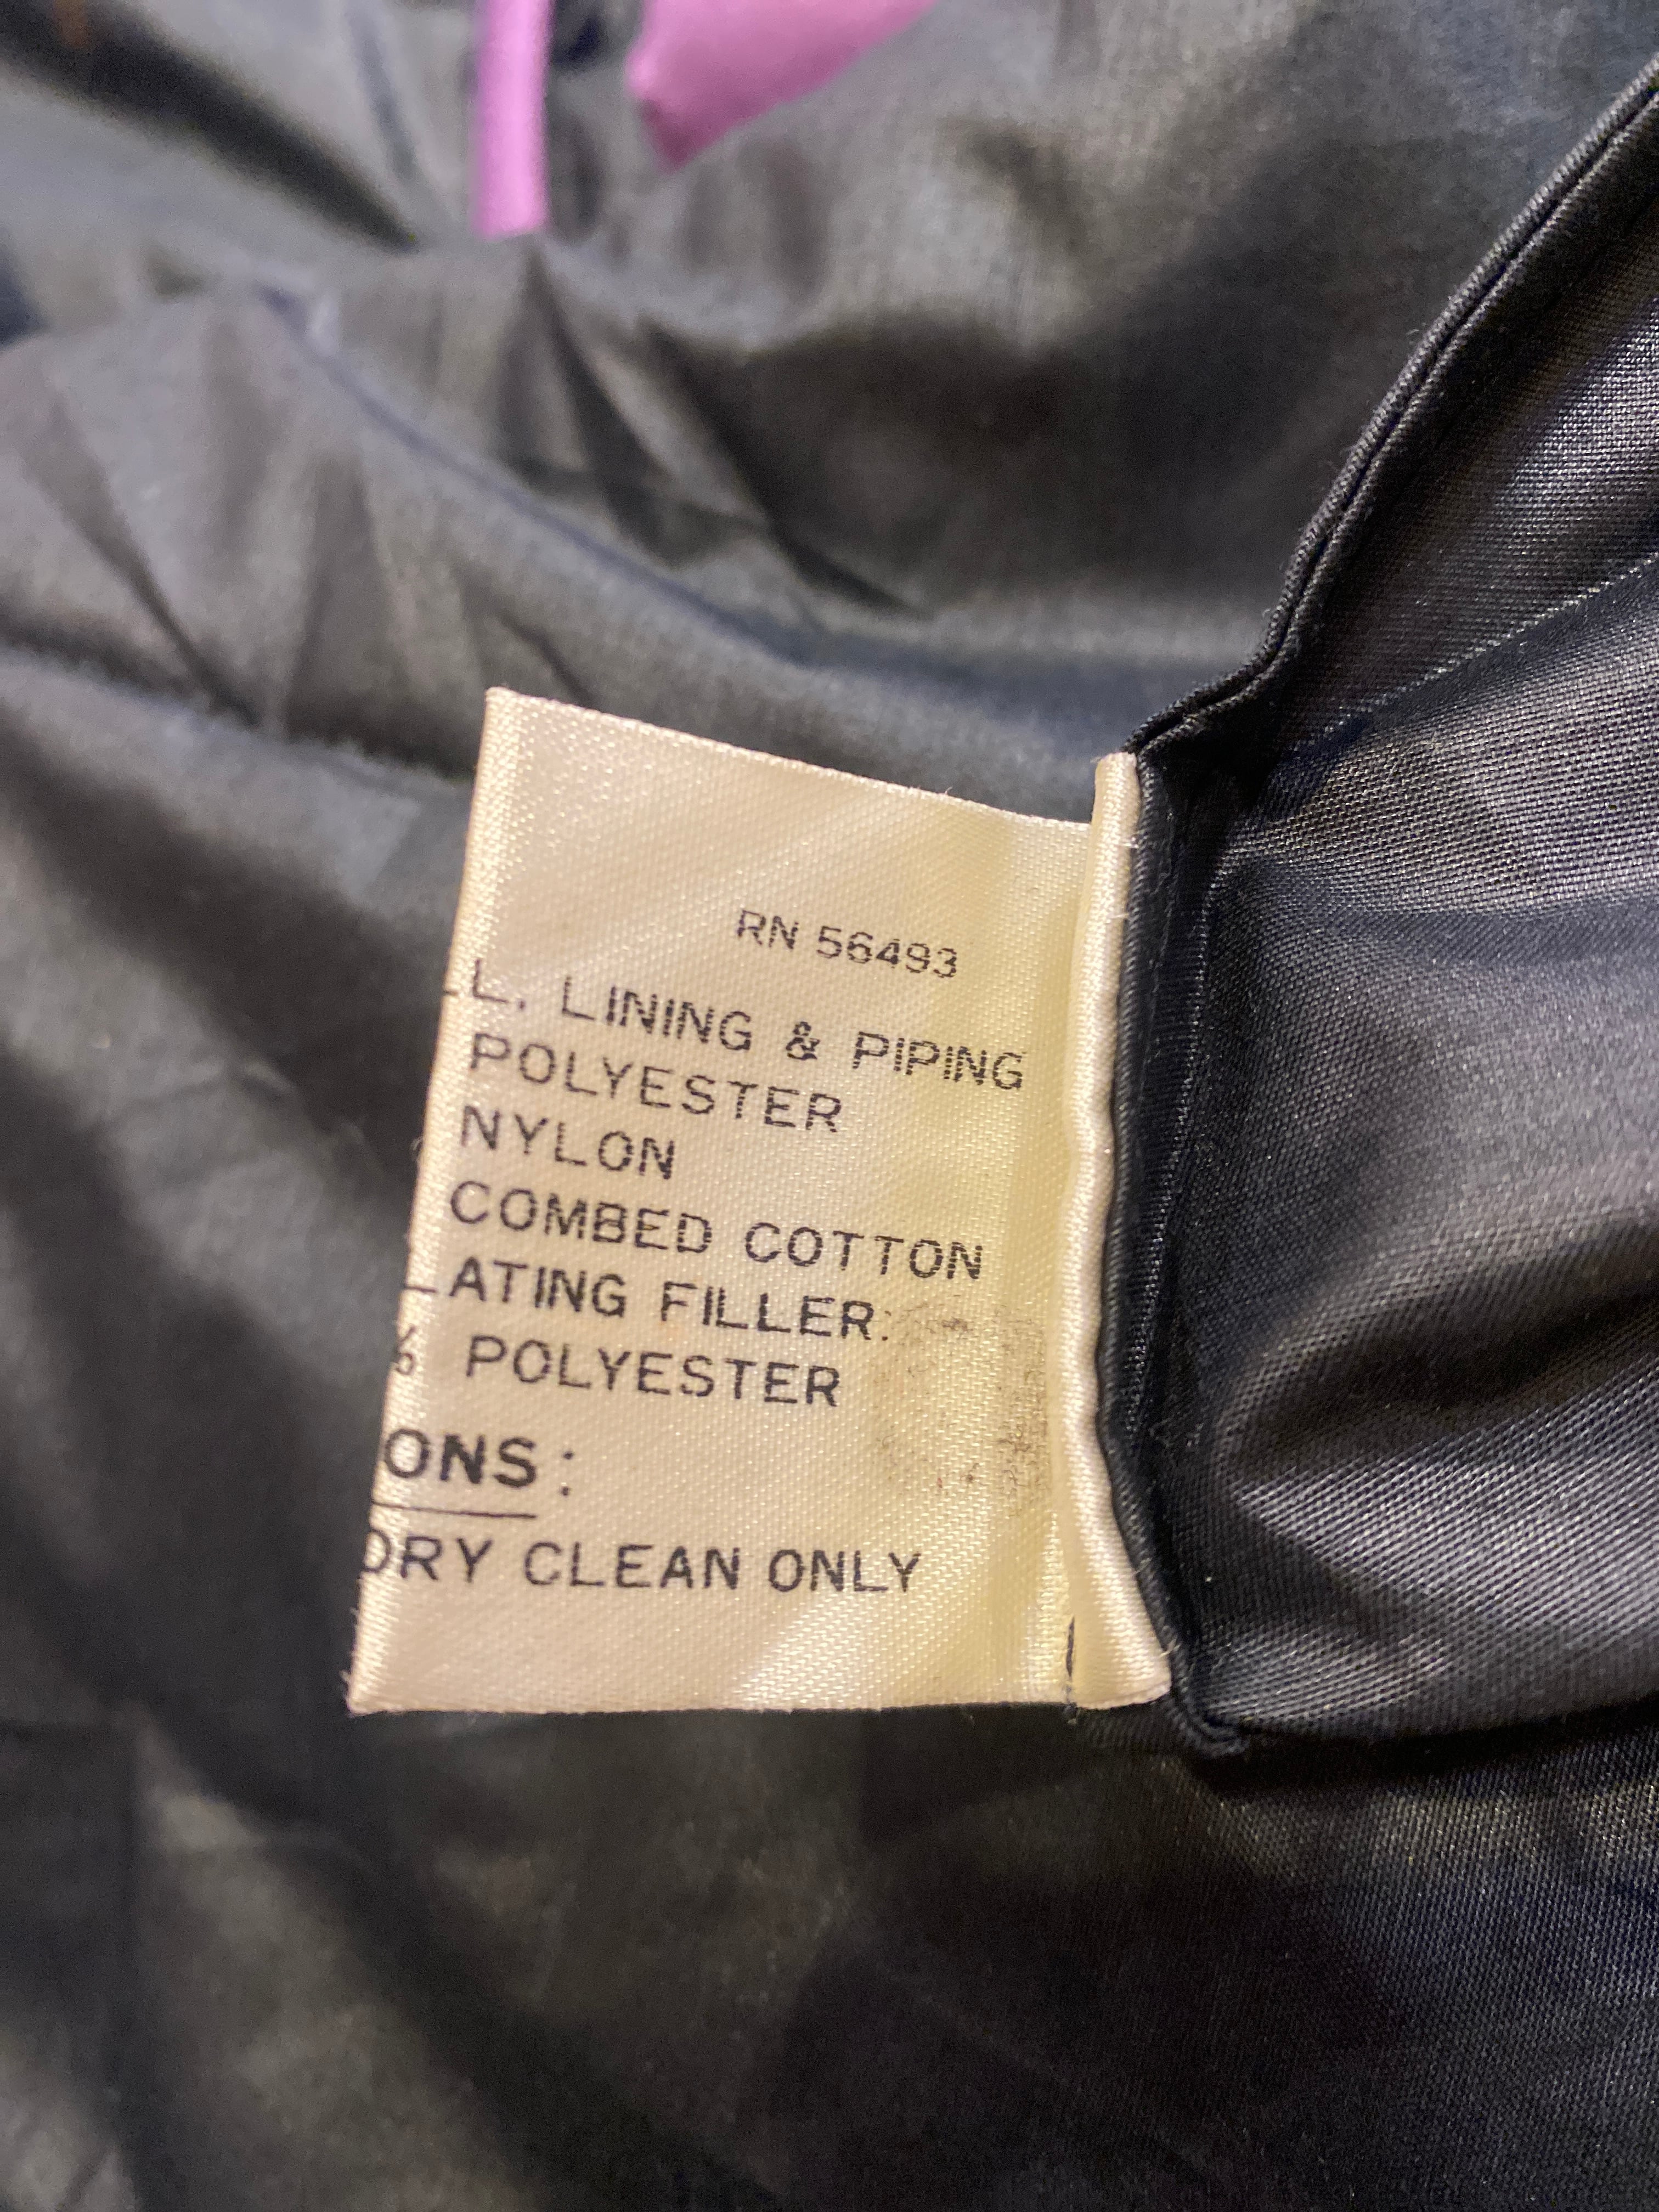 RN 56493
LL, LINING & PIPING
POLYESTER
NYLON
COMBED COTTON
LATING FILLER:
% POLYESTER
ONS:
DRY CLEAN ONLY